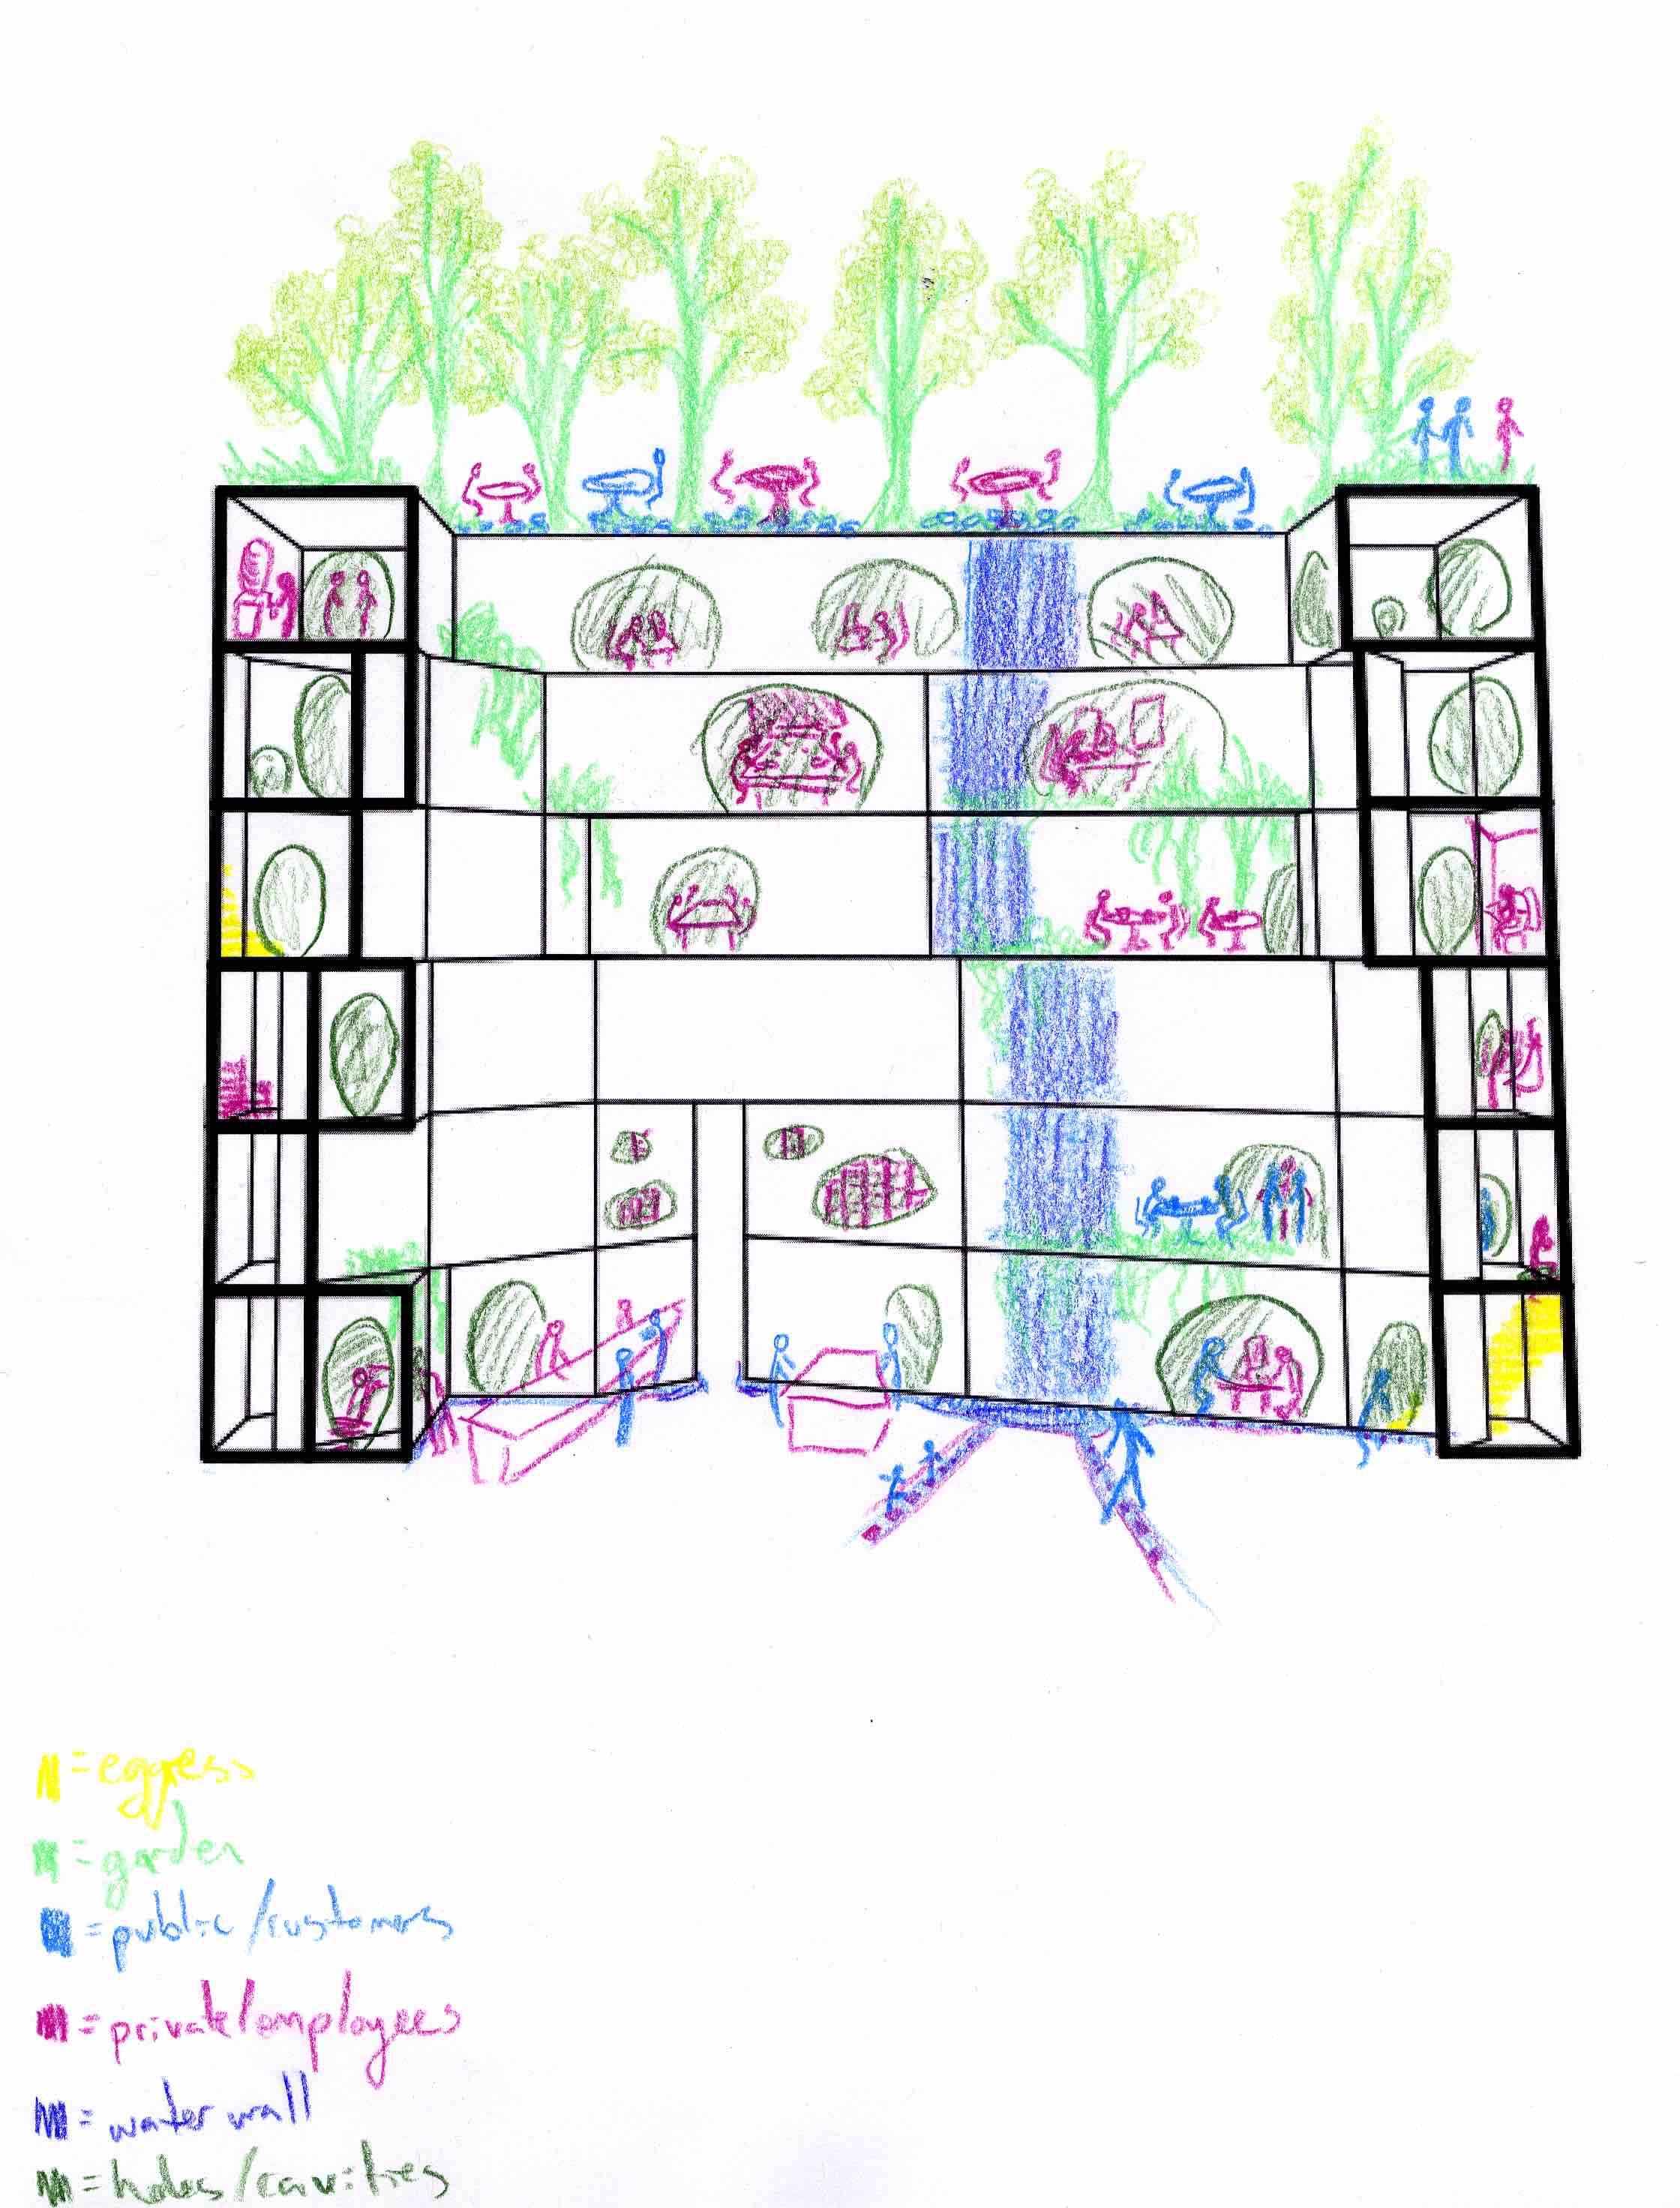 = egress
= garden
= public/customers
= private/employees
= water wall
= holes/cavities